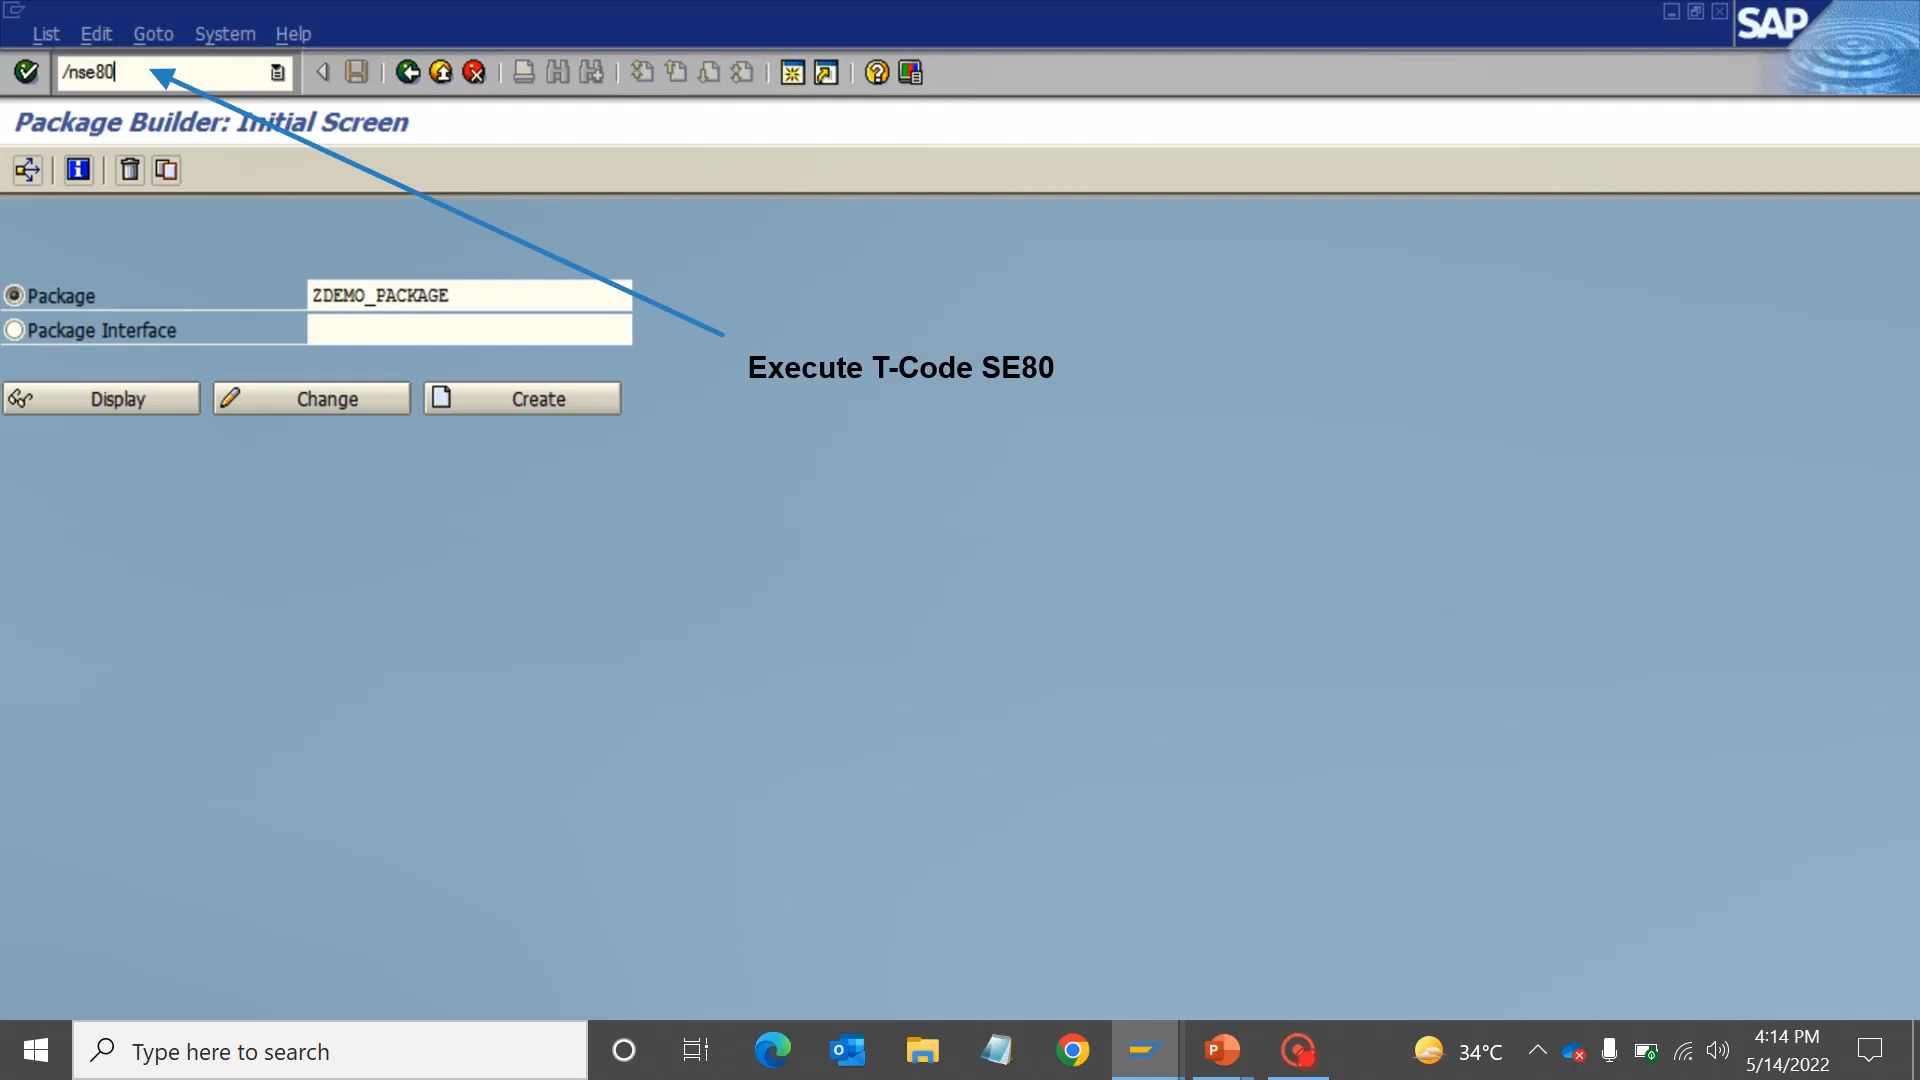 List Edit Goto System Help
SAP
/nse80
Package Builder: Initial Screen
Package ZDEMO_PACKAGE
Package Interface
Execute T-Code SE80
Display Change Create
Type here to search
34°C
4:14 PM
5/14/2022